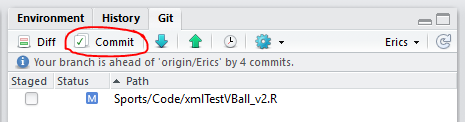 Environment History Git
Diff Commit Erics
Your branch is ahead of 'origin/Erics' by 4 commits.
Staged Status Path
M Sports/Code/xmlTestVBall_v2.R